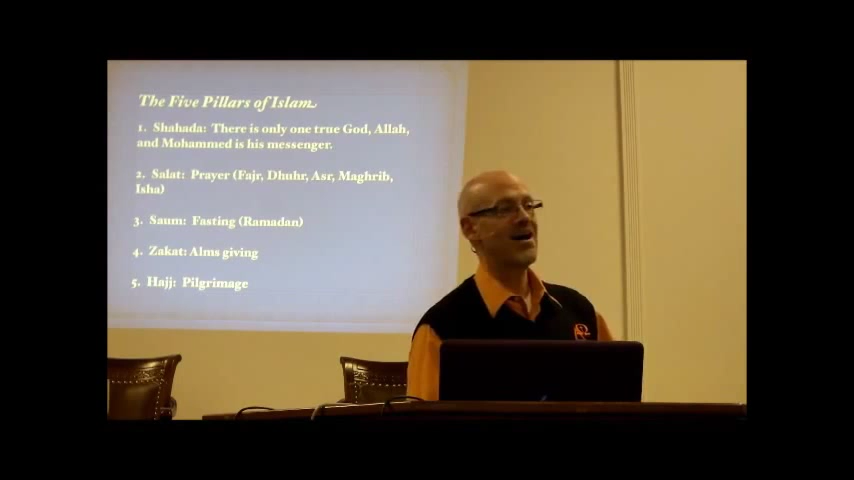 The Five Pillars of Islam
1. Shahada: There is only one true God, Allah,
and Mohammed is his messenger.
2. Salat: Prayer (Fajr, Dhuhr, Asr, Maghrib,
Isha)
3. Saum: Fasting (Ramadan)
4. Zakat: Alms giving
5. Hajj: Pilgrimage